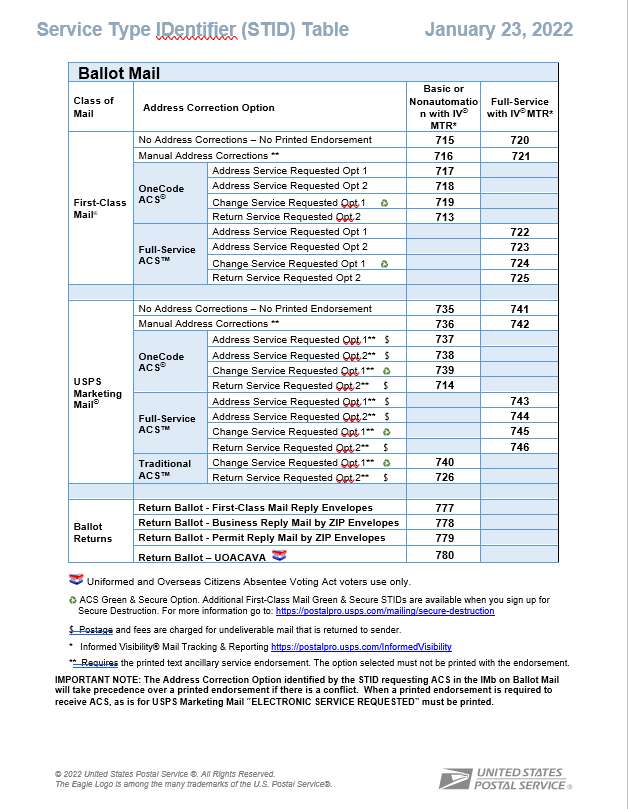 Service Type IDentifier (STID) Table January 23, 2022
Ballot Mail
Class of Mail Address Correction Option Basic or Nonautomatio n with IV® MTR* Full-Service with IV®MTR*
First-Class Mail®
No Address Corrections – No Printed Endorsement 715 720
Manual Address Corrections ** 716 721
OneCode ACS®
Address Service Requested Opt 1 717
Address Service Requested Opt 2 718
Change Service Requested Opt.1 ♻ 719
Return Service Requested Opt.2 713
Full-Service ACS™
Address Service Requested Opt 1 722
Address Service Requested Opt 2 723
Change Service Requested Opt 1 ♻ 724
Return Service Requested Opt 2 725
USPS Marketing Mail®
No Address Corrections – No Printed Endorsement 735 741
Manual Address Corrections ** 736 742
OneCode ACS®
Address Service Requested Opt.1** $ 737
Address Service Requested Opt.2** $ 738
Change Service Requested Opt.1** ♻ 739
Return Service Requested Opt.2** $ 714
Full-Service ACS™
Address Service Requested Opt.1** $ 743
Address Service Requested Opt.2** $ 744
Change Service Requested Opt.1** ♻ 745
Return Service Requested Opt.2** $ 746
Traditional ACS™
Change Service Requested Opt.1** ♻ 740
Return Service Requested Opt.2** $ 726
Ballot Returns
Return Ballot - First-Class Mail Reply Envelopes 777
Return Ballot - Business Reply Mail by ZIP Envelopes 778
Return Ballot - Permit Reply Mail by ZIP Envelopes 779
Return Ballot – UOACAVA 780
Uniformed and Overseas Citizens Absentee Voting Act voters use only.
♻ ACS Green & Secure Option. Additional First-Class Mail Green & Secure STIDs are available when you sign up for
Secure Destruction. For more information go to: https://postalpro.usps.com/mailing/secure-destruction
$ Postage and fees are charged for undeliverable mail that is returned to sender.
* Informed Visibility® Mail Tracking & Reporting https://postalpro.usps.com/InformedVisibility
** Requires the printed text ancillary service endorsement. The option selected must not be printed with the endorsement.
IMPORTANT NOTE: The Address Correction Option identified by the STID requesting ACS in the IMb on Ballot Mail
will take precedence over a printed endorsement if there is a conflict. When a printed endorsement is required to
receive ACS, as is for USPS Marketing Mail "ELECTRONIC SERVICE REQUESTED" must be printed.
© 2022 United States Postal Service ®. All Rights Reserved.
The Eagle Logo is among the many trademarks of the U.S. Postal Service®.
UNITED STATES
POSTAL SERVICE ®